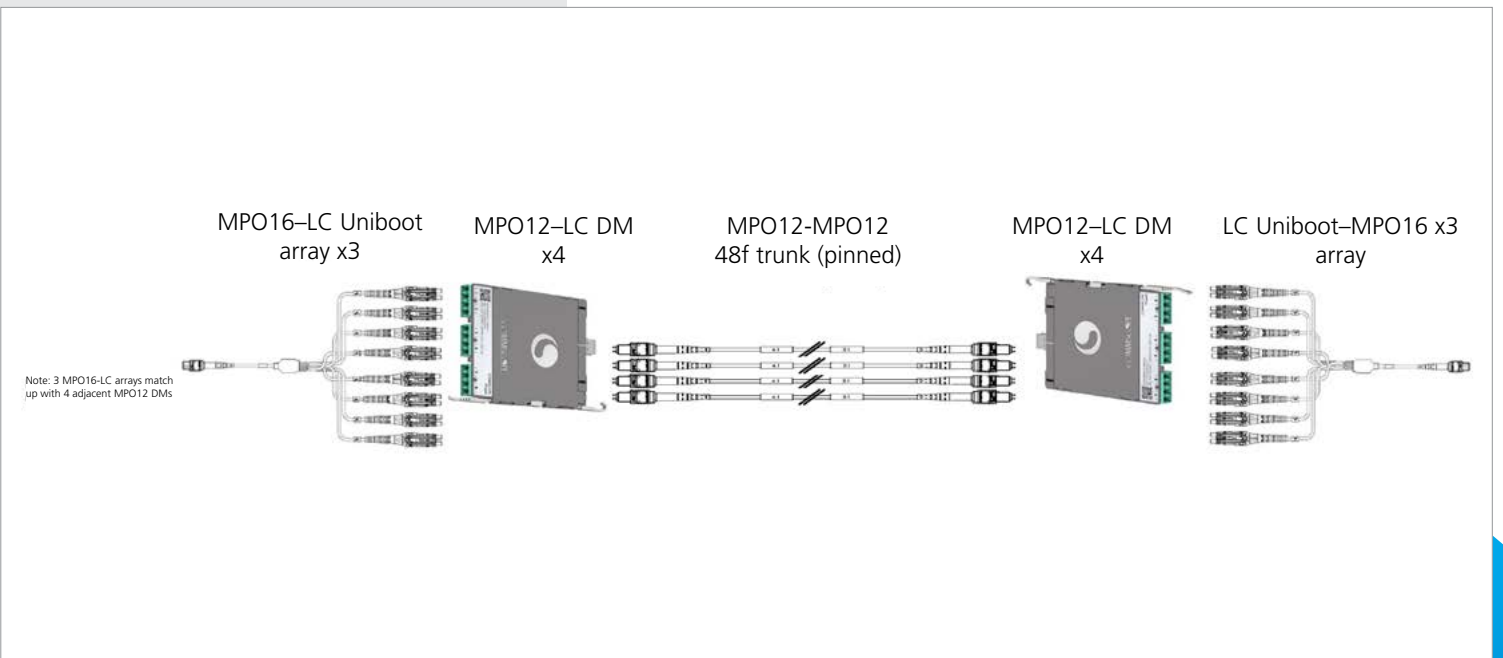 MPO16–LC Uniboot
array x3
MPO12–LC DM
x4
MPO12-MPO12
48f trunk (pinned)
MPO12–LC DM
x4
LC Uniboot–MPO16 x3
array
Note: 3 MPO16-LC arrays match
up with 4 adjacent MPO12 DMs